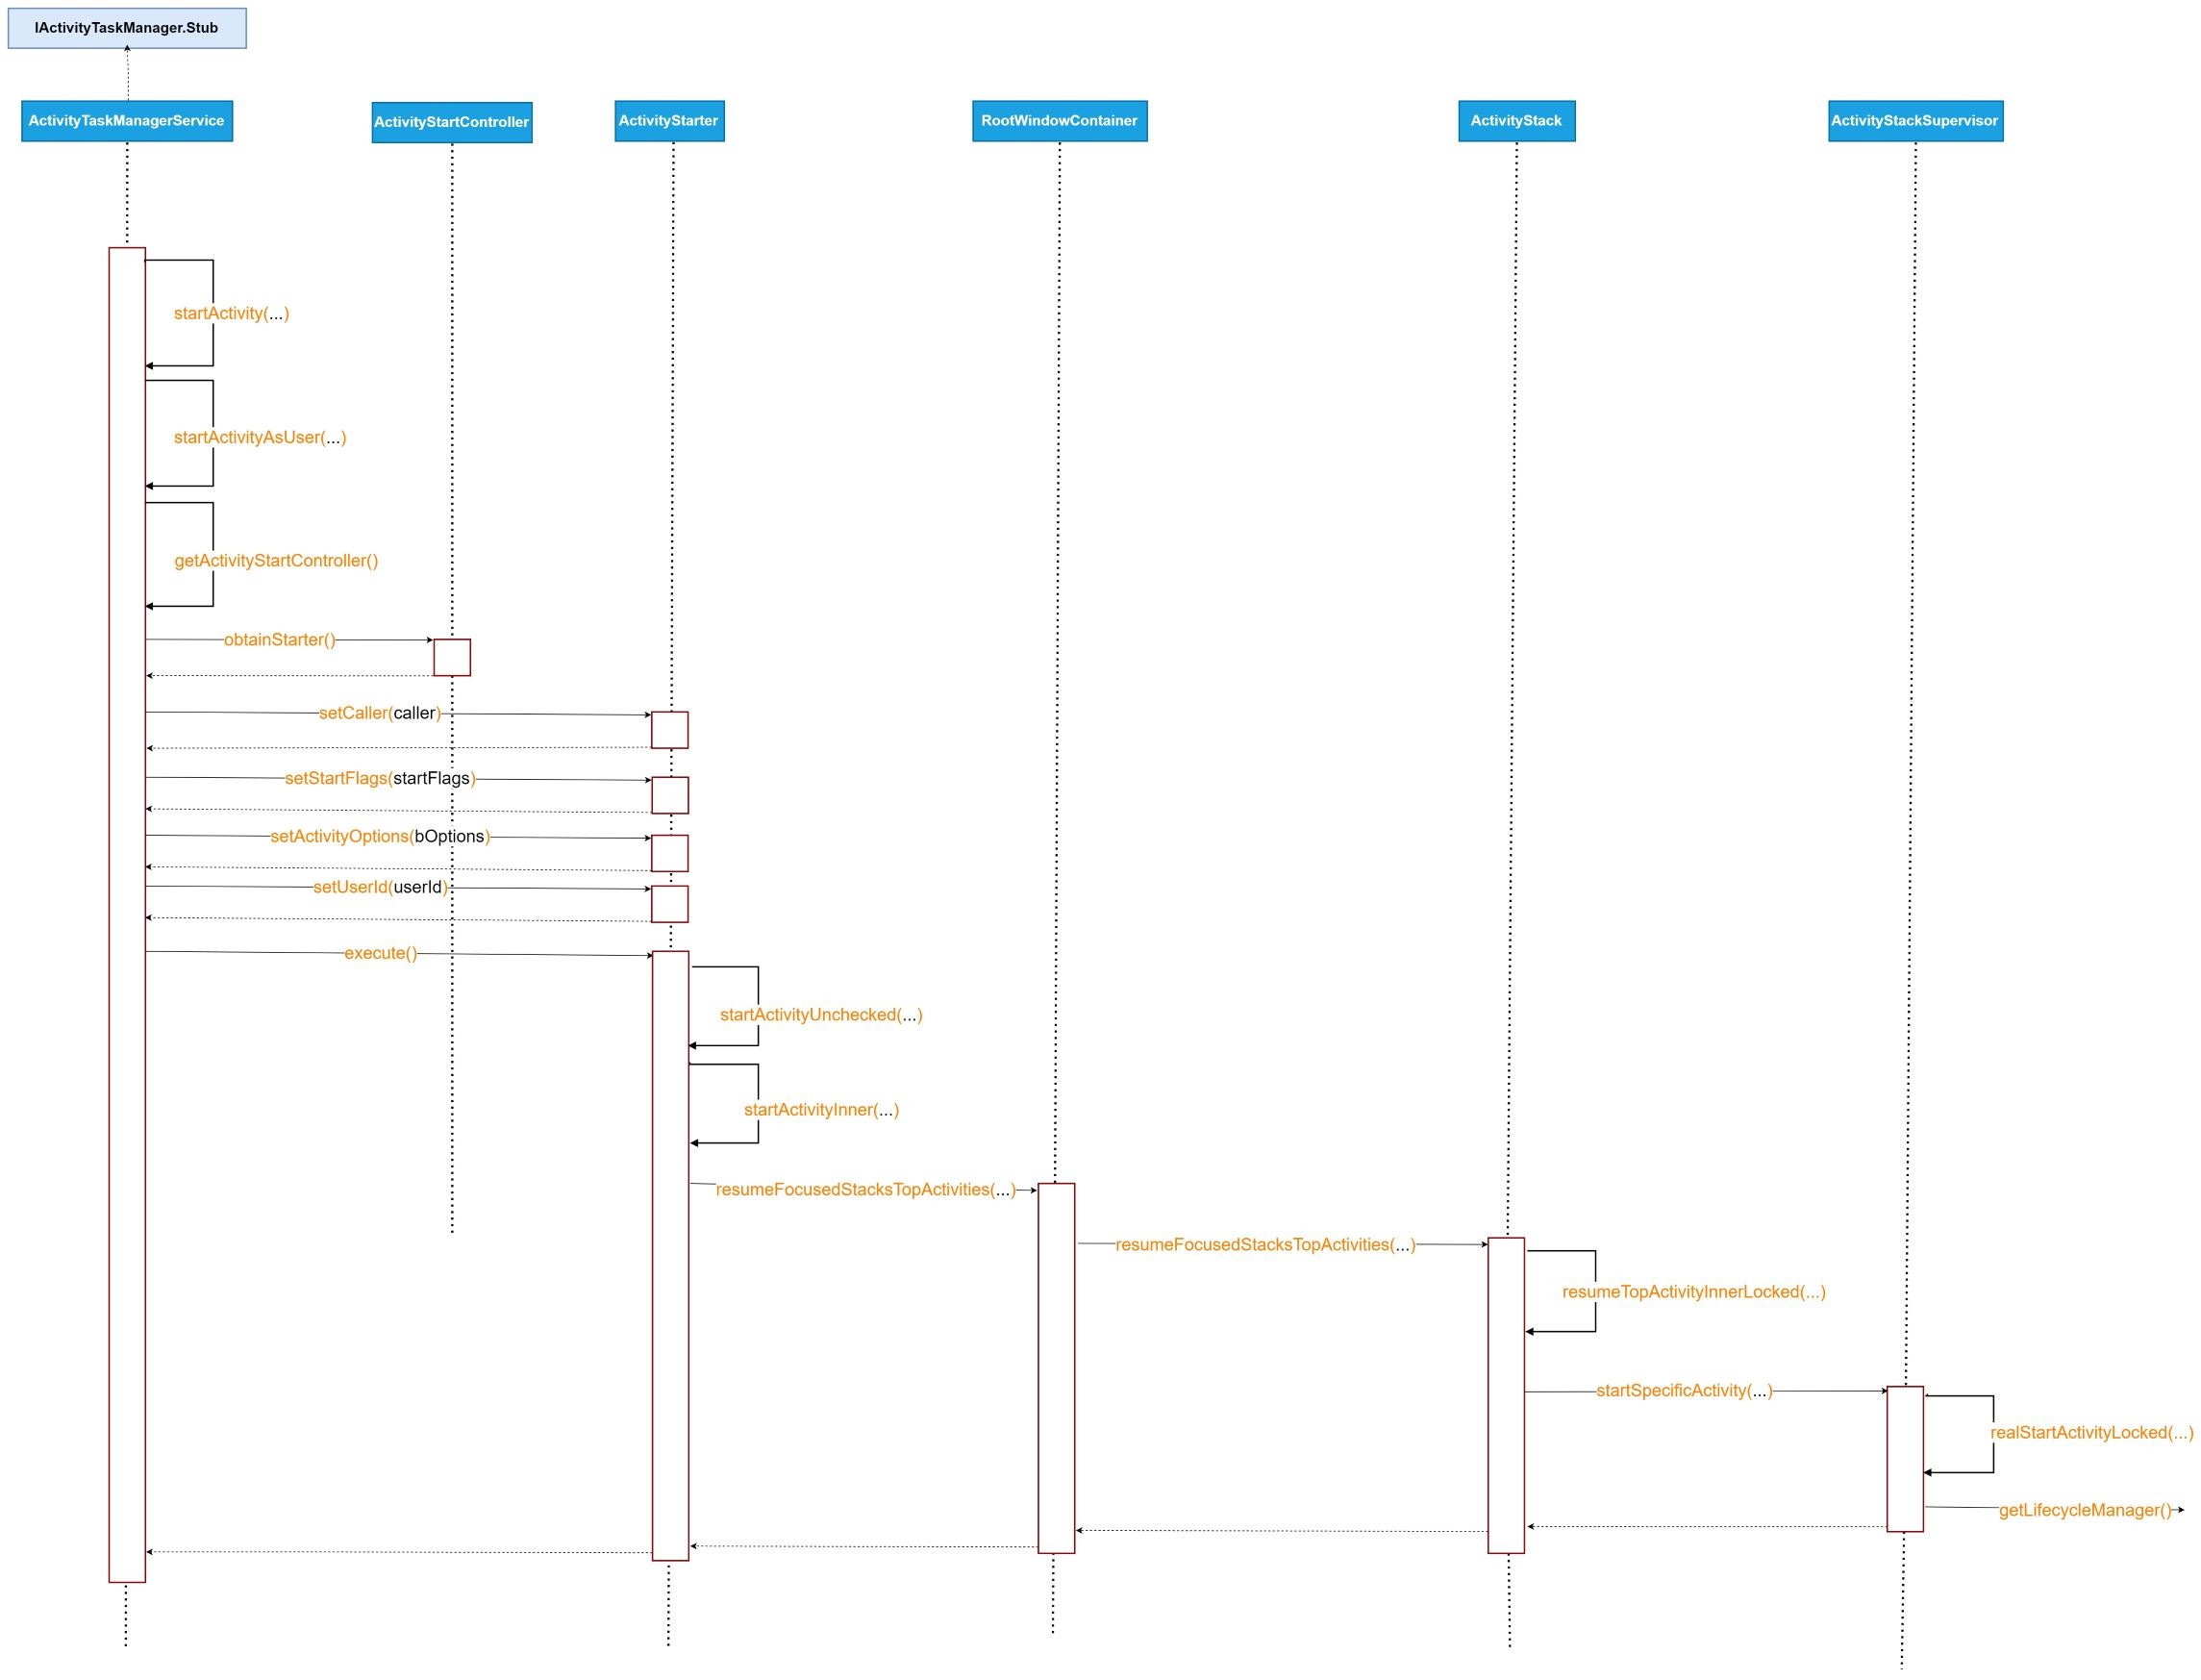 IActivityTaskManager.Stub
ActivityTaskManagerService
ActivityStartController
ActivityStarter
RootWindowContainer
ActivityStack
ActivityStackSupervisor
startActivity(...)
startActivityAsUser(...)
getActivityStartController()
obtainStarter()
setCaller(caller)
setStartFlags(startFlags)
setActivityOptions(bOptions)
setUserId(userId)
execute()
startActivityUnchecked(...)
startActivityInner(...)
resumeFocusedStacksTopActivities(...)
resumeFocusedStacksTopActivities(...)
resumeTopActivityInnerLocked(...)
startSpecificActivity(...)
realStartActivityLocked(...)
getLifecycleManager()